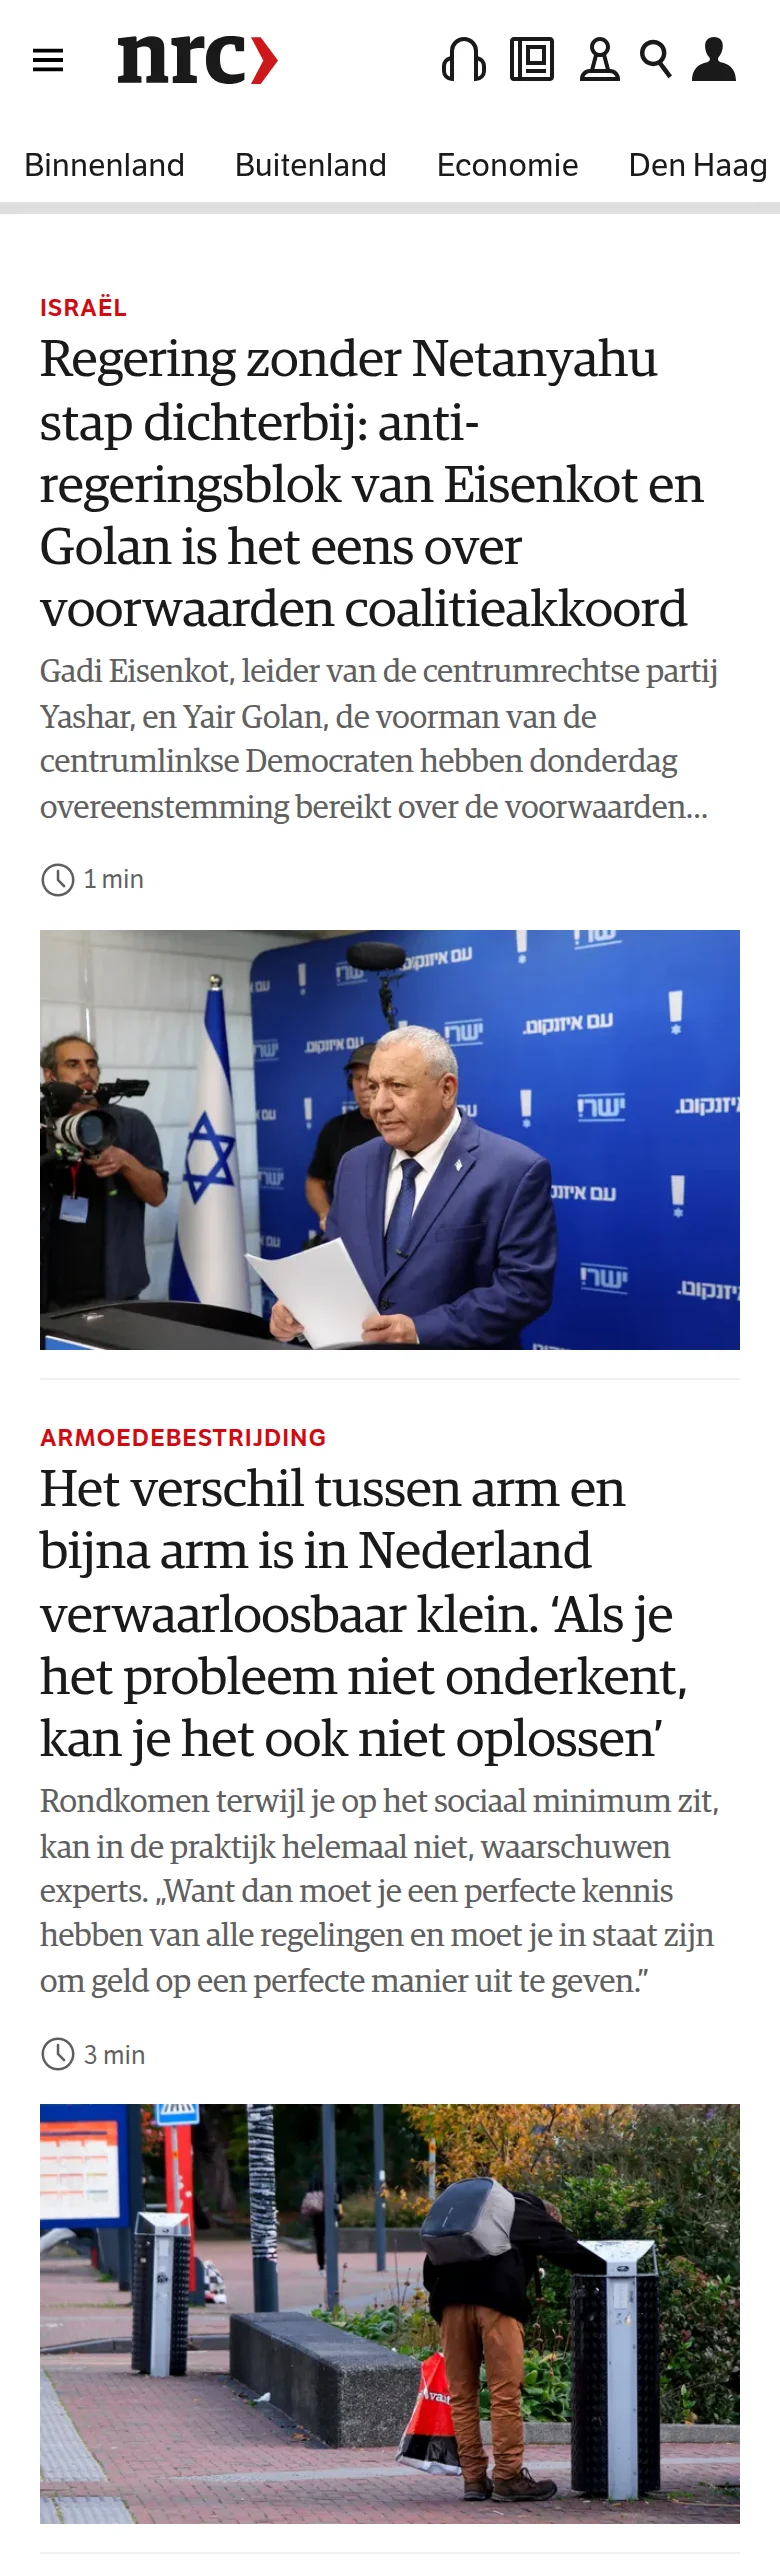 nrc
Binnenland Buitenland Economie Den Haag
ISRAËL
Regering zonder Netanyahu
stap dichterbij: anti-
regeringsblok van Eisenkot en
Golan is het eens over
voorwaarden coalitieakkoord
Gadi Eisenkot, leider van de centrumrechtse partij
Yashar, en Yair Golan, de voorman van de
centrumlinkse Democraten hebben donderdag
overeenstemming bereikt over de voorwaarden...
1 min
עם איזנקוט.
ישר!
עם איזנקוט
ישר!
ARMOEDEBESTRIJDING
Het verschil tussen arm en
bijna arm is in Nederland
verwaarloosbaar klein. ‘Als je
het probleem niet onderkent,
kan je het ook niet oplossen’
Rondkomen terwijl je op het sociaal minimum zit,
kan in de praktijk helemaal niet, waarschuwen
experts. „Want dan moet je een perfecte kennis
hebben van alle regelingen en moet je in staat zijn
om geld op een perfecte manier uit te geven.”
3 min